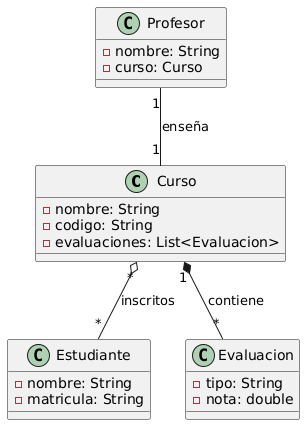 C Profesor
nombre: String
curso: Curso
1
enseña
1
C Curso
nombre: String
codigo: String
evaluaciones: List<Evaluacion>
* 1
inscritos contiene
* *
C Estudiante
nombre: String
matricula: String
C Evaluacion
tipo: String
nota: double